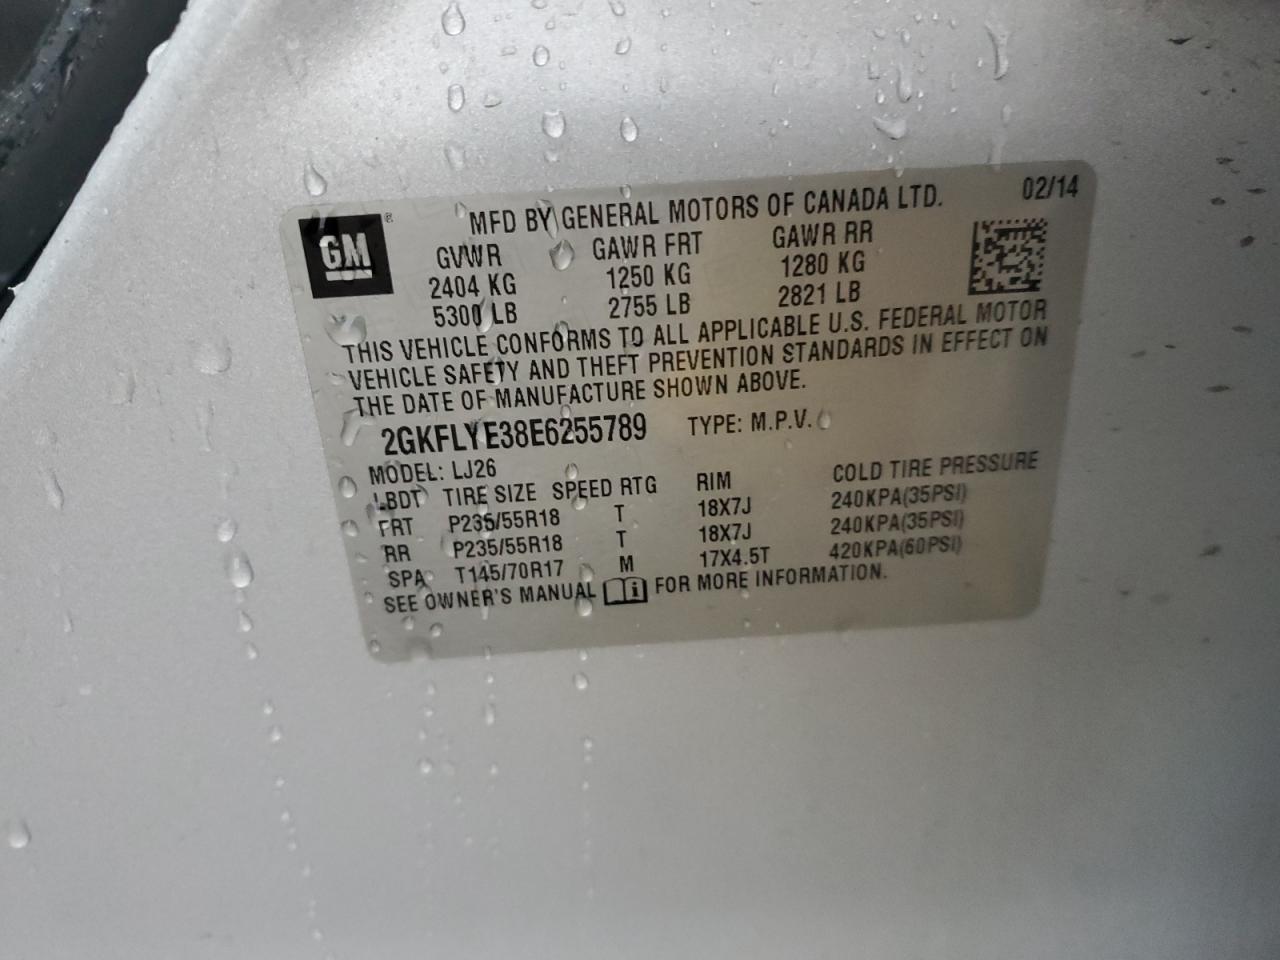 GM ®
MFD BY GENERAL MOTORS OF CANADA LTD. 02/14
GVWR GAWR FRT GAWR RR
2404 KG 1250 KG 1280 KG
5300 LB 2755 LB 2821 LB
THIS VEHICLE CONFORMS TO ALL APPLICABLE U.S. FEDERAL MOTOR
VEHICLE SAFETY AND THEFT PREVENTION STANDARDS IN EFFECT ON
THE DATE OF MANUFACTURE SHOWN ABOVE.
2GKFLYE38E6255789 TYPE: M.P.V.
MODEL: LJ26
LBDT TIRE SIZE SPEED RTG RIM COLD TIRE PRESSURE
FRT P235/55R18 T 18X7J 240KPA(35PSI)
RR P235/55R18 T 18X7J 240KPA(35PSI)
SPA T145/70R17 M 17X4.5T 420KPA(60PSI)
SEE OWNER'S MANUAL i FOR MORE INFORMATION.